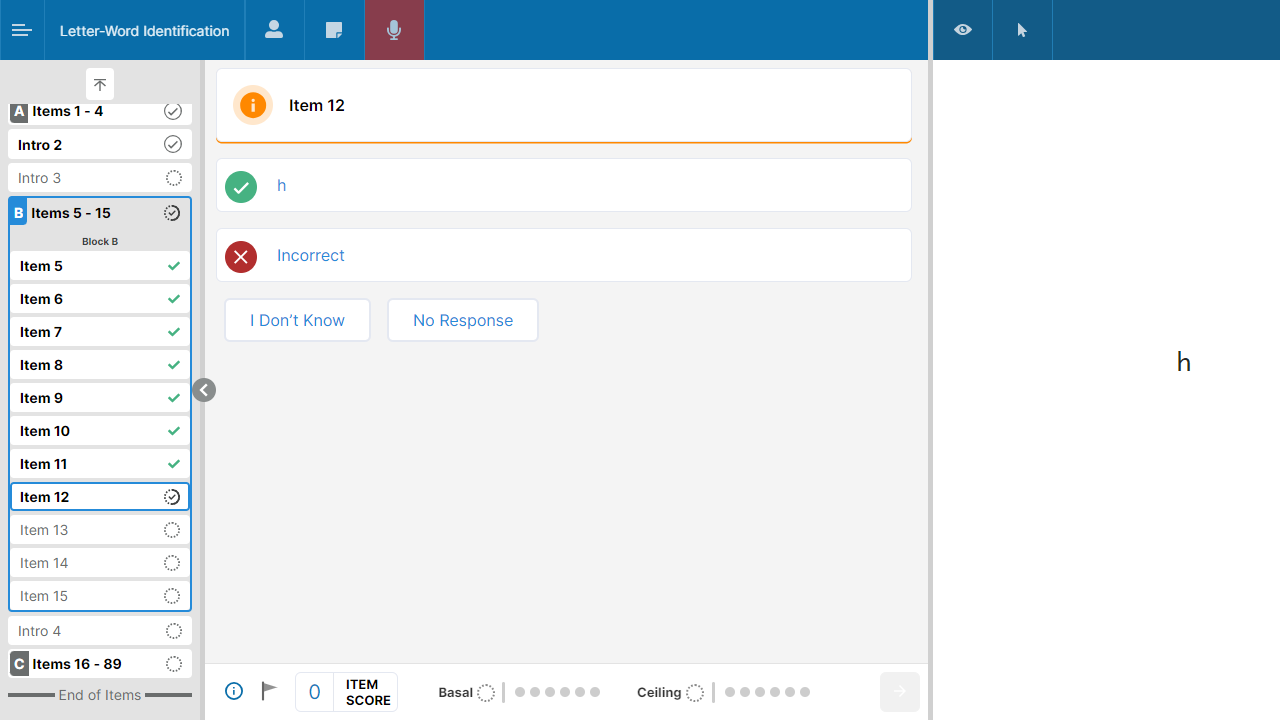 Letter-Word Identification
A Items 1 - 4
Intro 2
Intro 3
B Items 5 - 15
Block B
Item 5
Item 6
Item 7
Item 8
Item 9
Item 10
Item 11
Item 12
Item 13
Item 14
Item 15
Intro 4
C Items 16 - 89
End of Items
Item 12
h
Incorrect
I Don’t Know
No Response
0 ITEM
SCORE
Basal
Ceiling
h